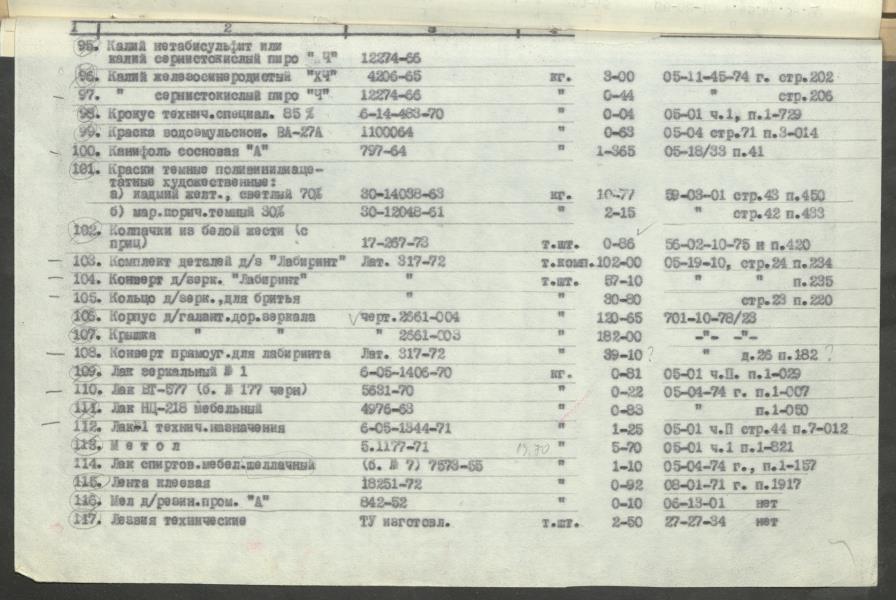 1 2 3 4
95. Калий метабисульфит или
калий сернистокислый пиро "Ч" 12274-66
96. Калий железосинеродистый "ХЧ" 4206-65 кг. 3-00 05-11-45-74 г. стр.202
97. " сернистокислый пиро "Ч" 12274-66 " 0-44 " стр.206
98. Крокус технич.специал. 85 % 6-14-483-70 " 0-04 05-01 ч.1, п.1-729
99. Краска водоэмульсион. ВА-27А 1100064 " 0-63 05-04 стр.71 п.3-014
100. Канифоль сосновая "А" 797-64 " 1-365 05-18/33 п.41
101. Краски темные поливинилаце-
татные художественные:
а) кадмий желт., светлый 70% 30-14038-63 кг. 10-77 59-03-01 стр.43 п.450
б) мар.корич.темный 30% 30-12048-61 " 2-15 " стр.42 п.433
102. Колпачки из белой жести (с
приц) 17-267-73 т.шт. 0-86 56-02-10-75 и п.420
103. Комплект деталей д/з "Лабиринт" Лат. 317-72 т.комп. 102-00 05-19-10, стр.24 п.234
104. Конверт д/зерк. "Лабиринт" " т.шт. 57-10 " " п.235
105. Кольцо д/зерк.,для бритья " " 30-80 стр.23 п.220
106. Корпус д/галант.дор.зеркала черт.2661-004 " 120-65 701-10-78/23
107. Крышка " " " 2661-003 " 182-00 -"- -"-
108. Конверт прямоуг.для лабиринта Лат. 317-72 " 39-10 ? " д.26 п.182 ?
109. Лак зеркальный № 1 6-05-1406-70 кг. 0-81 05-01 ч.П. п.1-029
110. Лак БТ-577 (б. № 177 черн) 5631-70 " 0-22 05-04-74 г. п.1-007
111. Лак НЦ-218 мебельный 4976-63 " 0-83 " п.1-050
112. Лак-1 технич.назначения 6-05-1344-71 " 1-25 05-01 ч.П стр.44 п.7-012
113. М е т о л 5.1177-71 " 5-70 05-01 ч.1 п.1-821
114. Лак спиртов.мебел.шеллачный (б. № 7) 7573-55 " 1-10 05-04-74 г., п.1-157
115. Лента клеевая 18251-72 " 0-92 08-01-71 г. п.1917
116. Мел д/резин.пром. "А" 842-52 " 0-10 06-13-01 нет
117. Лезвия технические ТУ изготовл. т.шт. 2-50 27-27-34 нет